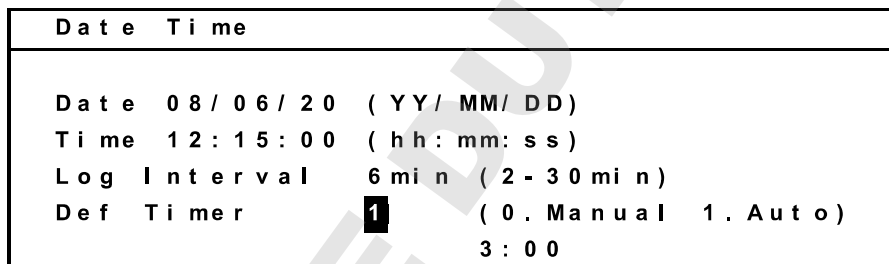 Date Time
Date 08/06/20 (YY/MM/DD)
Time 12:15:00 (hh:mm:ss)
Log Interval 6min (2-30min)
Def Timer 1 (0.Manual 1.Auto)
3:00